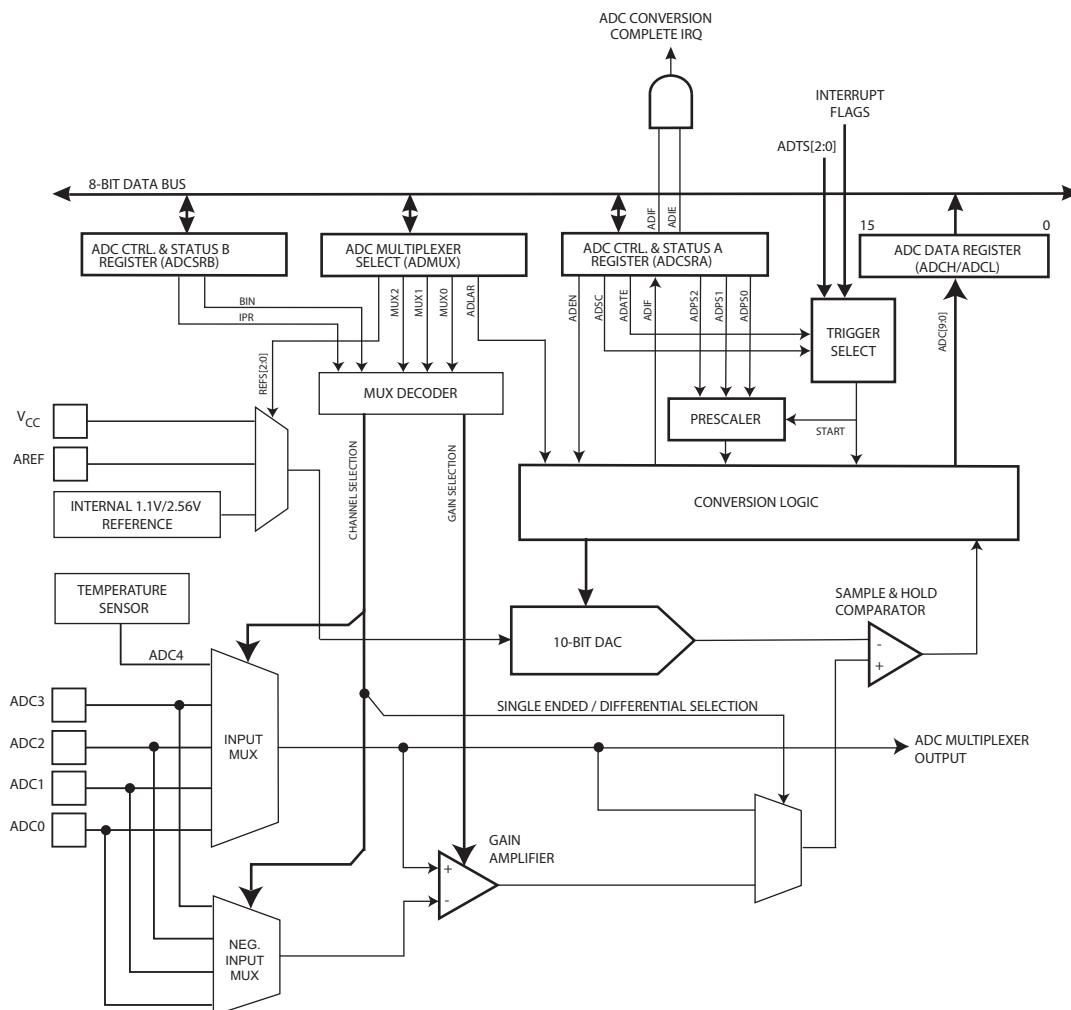 ADC CONVERSION
COMPLETE IRQ
INTERRUPT
FLAGS
ADTS[2:0]
8-BIT DATA BUS
ADIF
ADIE
15
0
ADC CTRL. & STATUS B
REGISTER (ADCSRB)
ADC MULTIPLEXER
SELECT (ADMUX)
ADC CTRL. & STATUS A
REGISTER (ADCSRA)
ADC DATA REGISTER
(ADCH/ADCL)
BIN
IPR
REFS[2:0]
MUX2
MUX1
MUX0
ADLAR
ADEN
ADSC
ADATE
ADIF
ADPS2
ADPS1
ADPS0
ADC[9:0]
TRIGGER
SELECT
MUX DECODER
PRESCALER
START
VCC
AREF
INTERNAL 1.1V/2.56V
REFERENCE
CHANNEL SELECTION
GAIN SELECTION
CONVERSION LOGIC
TEMPERATURE
SENSOR
SAMPLE & HOLD
COMPARATOR
10-BIT DAC
-
+
ADC4
ADC3
ADC2
ADC1
ADC0
INPUT
MUX
SINGLE ENDED / DIFFERENTIAL SELECTION
ADC MULTIPLEXER
OUTPUT
GAIN
AMPLIFIER
+
-
NEG.
INPUT
MUX